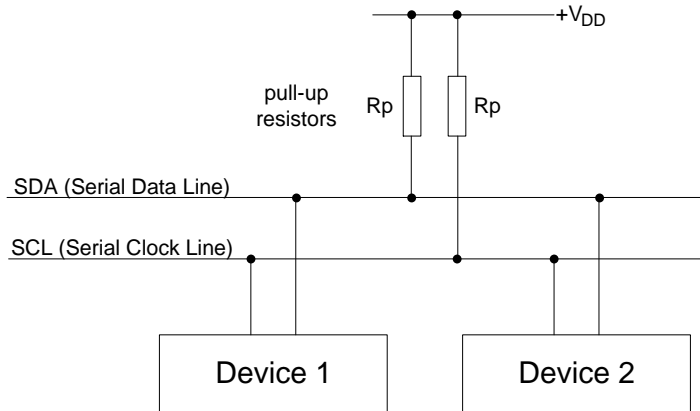 +VDD
pull-up
resistors
Rp
Rp
SDA (Serial Data Line)
SCL (Serial Clock Line)
Device 1
Device 2